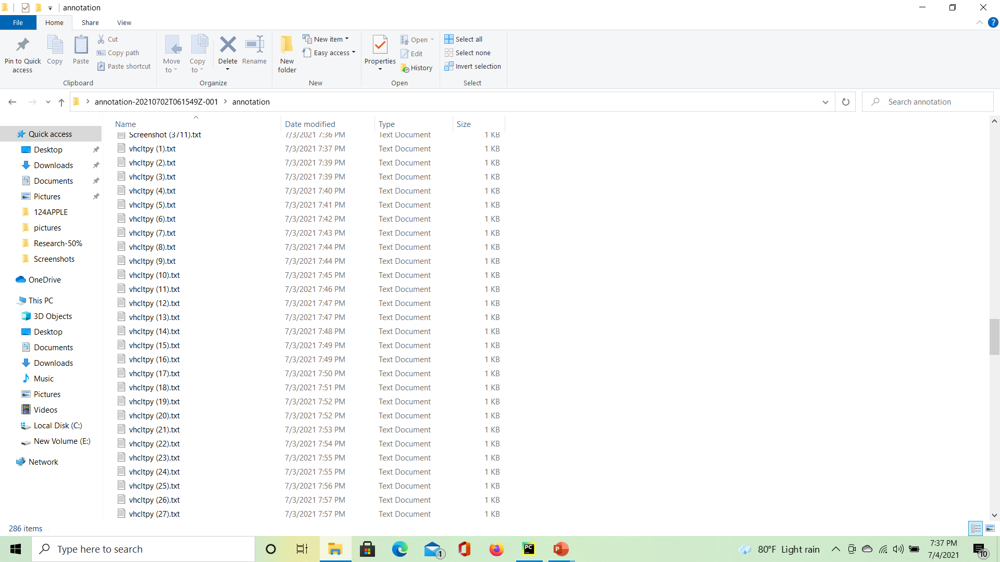 annotation
File Home Share View
Pin to Quick access
Copy
Paste
Cut
Copy path
Paste shortcut
Clipboard
Move to
Copy to
Delete
Rename
Organize
New folder
New item
Easy access
New
Properties
Open
Edit
History
Open
Select all
Select none
Invert selection
Select
annotation-20210702T061549Z-001 annotation
Search annotation
Quick access
Desktop
Downloads
Documents
Pictures
124APPLE
pictures
Research-50%
Screenshots
OneDrive
This PC
3D Objects
Desktop
Documents
Downloads
Music
Pictures
Videos
Local Disk (C:)
New Volume (E:)
Network
Name Date modified Type Size
Screenshot (3711).txt 7/3/2021 7:36 PM Text Document 1 KB
vhcltpy (1).txt 7/3/2021 7:37 PM Text Document 1 KB
vhcltpy (2).txt 7/3/2021 7:39 PM Text Document 1 KB
vhcltpy (3).txt 7/3/2021 7:39 PM Text Document 1 KB
vhcltpy (4).txt 7/3/2021 7:40 PM Text Document 1 KB
vhcltpy (5).txt 7/3/2021 7:41 PM Text Document 1 KB
vhcltpy (6).txt 7/3/2021 7:42 PM Text Document 1 KB
vhcltpy (7).txt 7/3/2021 7:43 PM Text Document 1 KB
vhcltpy (8).txt 7/3/2021 7:44 PM Text Document 1 KB
vhcltpy (9).txt 7/3/2021 7:44 PM Text Document 1 KB
vhcltpy (10).txt 7/3/2021 7:45 PM Text Document 1 KB
vhcltpy (11).txt 7/3/2021 7:46 PM Text Document 1 KB
vhcltpy (12).txt 7/3/2021 7:47 PM Text Document 1 KB
vhcltpy (13).txt 7/3/2021 7:47 PM Text Document 1 KB
vhcltpy (14).txt 7/3/2021 7:48 PM Text Document 1 KB
vhcltpy (15).txt 7/3/2021 7:49 PM Text Document 1 KB
vhcltpy (16).txt 7/3/2021 7:49 PM Text Document 1 KB
vhcltpy (17).txt 7/3/2021 7:50 PM Text Document 1 KB
vhcltpy (18).txt 7/3/2021 7:51 PM Text Document 1 KB
vhcltpy (19).txt 7/3/2021 7:52 PM Text Document 1 KB
vhcltpy (20).txt 7/3/2021 7:52 PM Text Document 1 KB
vhcltpy (21).txt 7/3/2021 7:53 PM Text Document 1 KB
vhcltpy (22).txt 7/3/2021 7:54 PM Text Document 1 KB
vhcltpy (23).txt 7/3/2021 7:55 PM Text Document 1 KB
vhcltpy (24).txt 7/3/2021 7:55 PM Text Document 1 KB
vhcltpy (25).txt 7/3/2021 7:56 PM Text Document 1 KB
vhcltpy (26).txt 7/3/2021 7:57 PM Text Document 1 KB
vhcltpy (27).txt 7/3/2021 7:57 PM Text Document 1 KB
286 items
Type here to search
1
PC
P
80°F Light rain
7:37 PM
7/4/2021
10